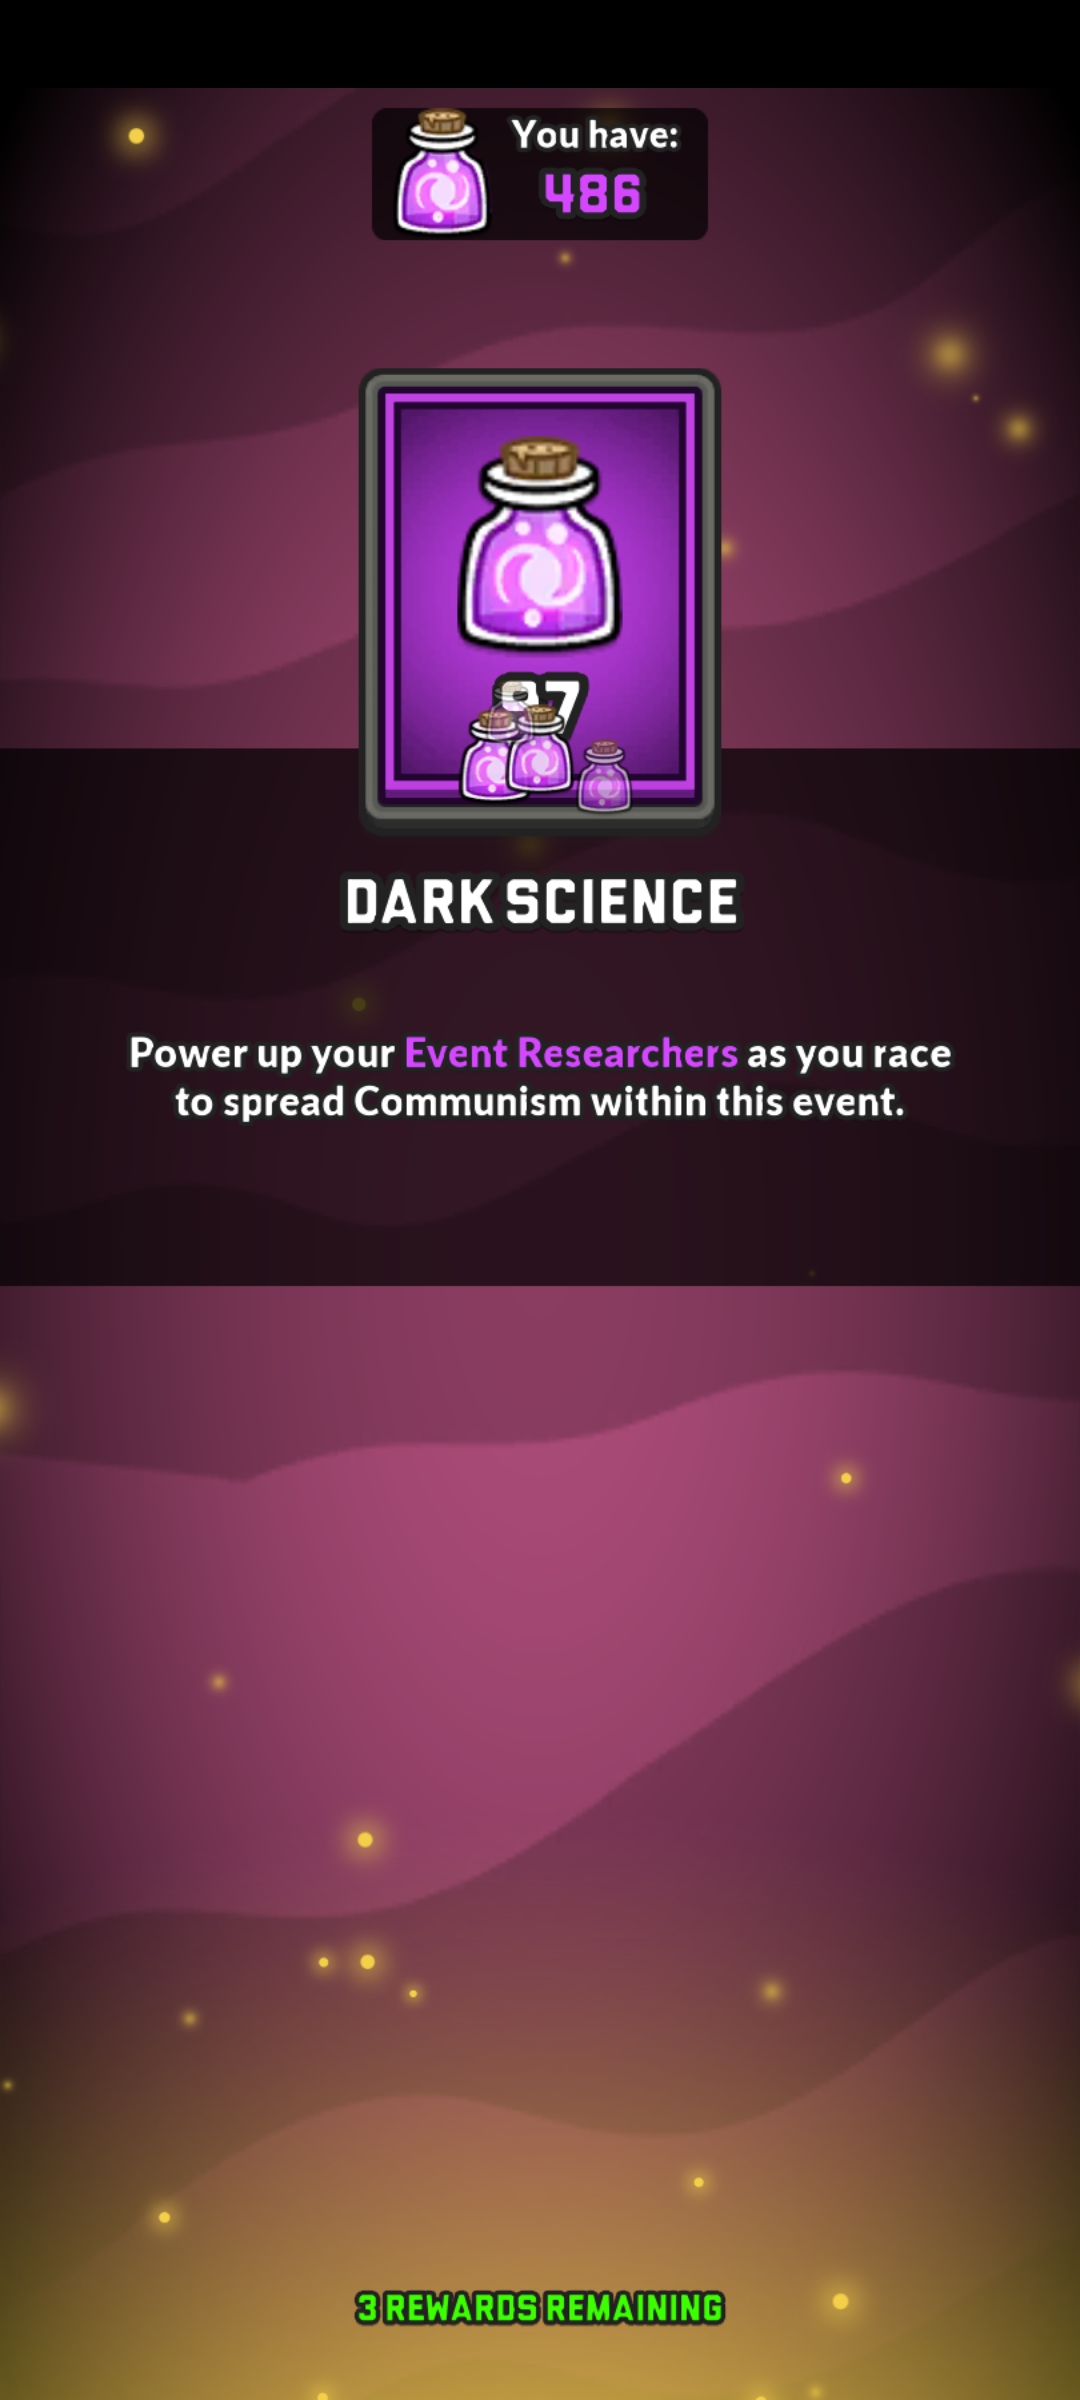 You have:
486
DARK SCIENCE
Power up your Event Researchers as you race
to spread Communism within this event.
3 REWARDS REMAINING